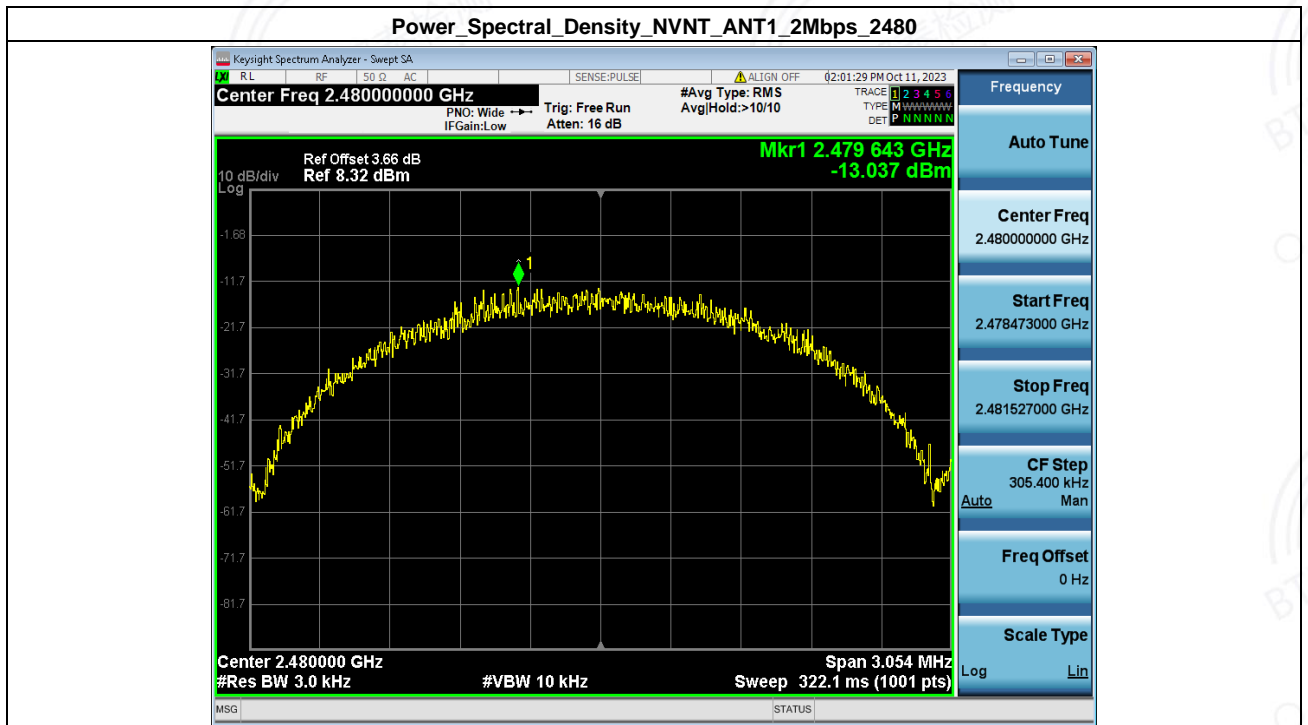 Power_Spectral_Density_NVNT_ANT1_2Mbps_2480
Keysight Spectrum Analyzer - Swept SA
LXI RL RF 50 Ω AC SENSE:PULSE ALIGN OFF 02:01:29 PM Oct 11, 2023
Center Freq 2.480000000 GHz
PNO: Wide
IFGain:Low
Trig: Free Run
Atten: 16 dB
#Avg Type: RMS
Avg|Hold:>10/10
TRACE 1 2 3 4 5 6
TYPE M WWWWW
DET P N N N N N
Mkr1 2.479 643 GHz
-13.037 dBm
Ref Offset 3.66 dB
10 dB/div Ref 8.32 dBm
Log
-1.68
1
-11.7
-21.7
-31.7
-41.7
-51.7
-61.7
-71.7
-81.7
Center 2.480000 GHz Span 3.054 MHz
#Res BW 3.0 kHz #VBW 10 kHz Sweep 322.1 ms (1001 pts)
MSG STATUS
Frequency
Auto Tune
Center Freq
2.480000000 GHz
Start Freq
2.478473000 GHz
Stop Freq
2.481527000 GHz
CF Step
305.400 kHz
Auto Man
Freq Offset
0 Hz
Scale Type
Log Lin